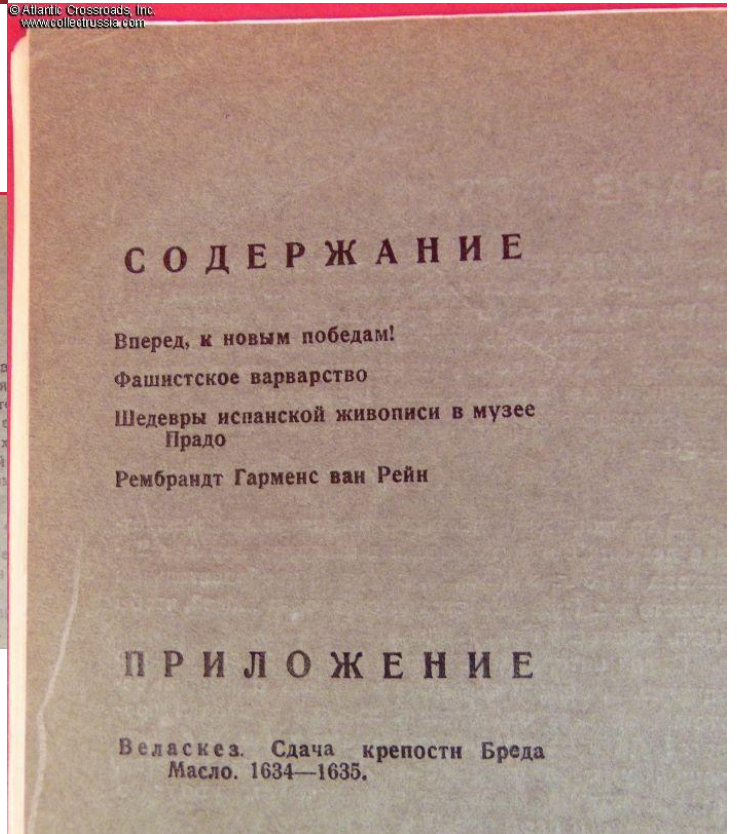 © Atlantic Crossroads, Inc.
www.collectrussia.com
СОДЕРЖАНИЕ
Вперед, к новым победам!
Фашистское варварство
Шедевры испанской живописи в музее
Прадо
Рембрандт Гарменс ван Рейн
ПРИЛОЖЕНИЕ
Веласкез. Сдача крепости Бреда
Масло. 1634—1635.